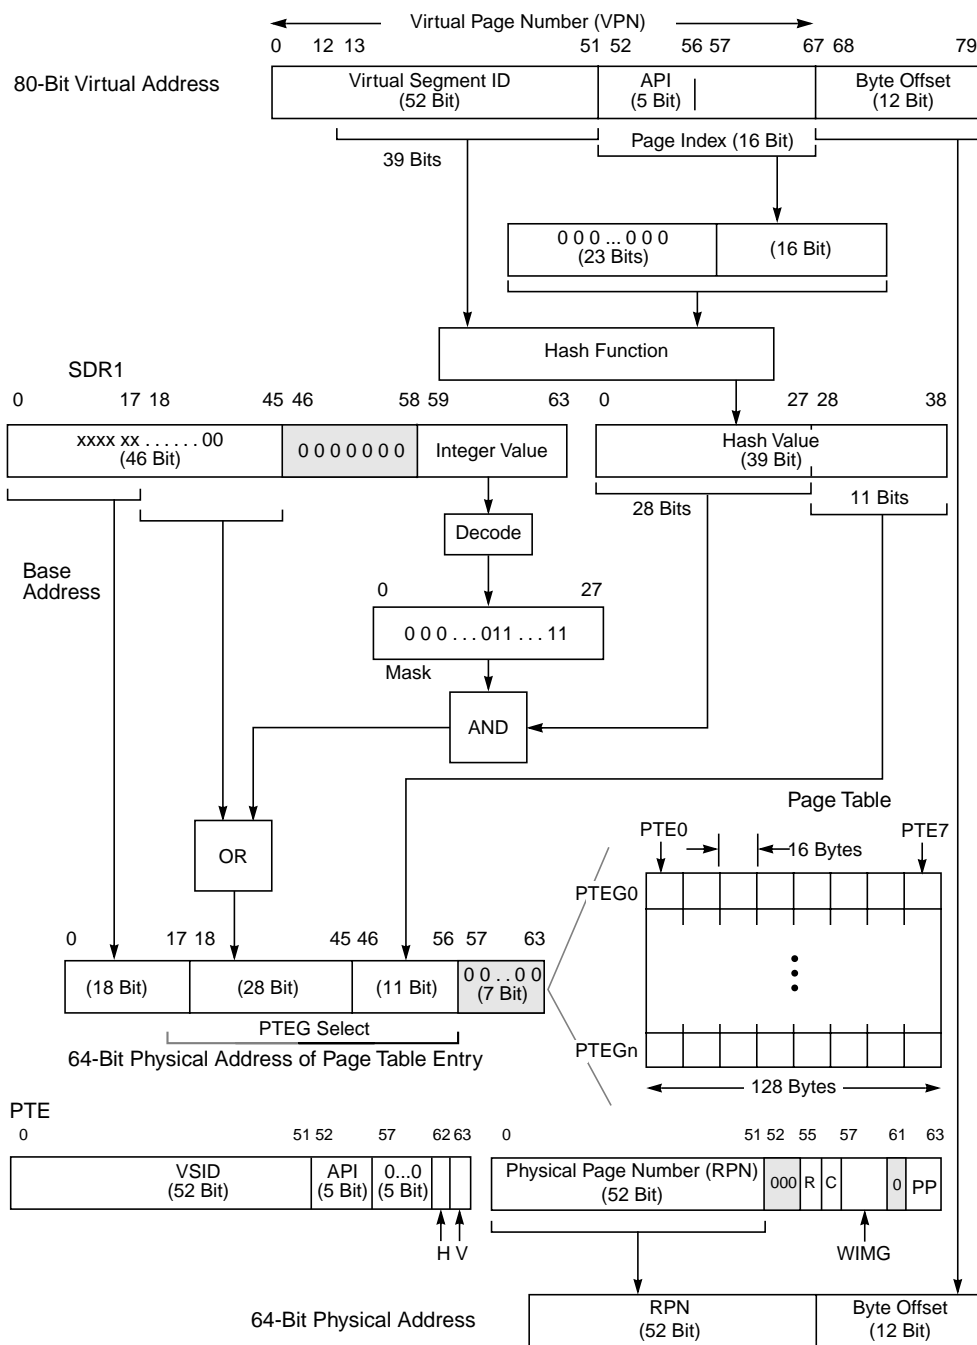 Virtual Page Number (VPN)
0 12 13 51 52 56 57 67 68 79
80-Bit Virtual Address
Virtual Segment ID
(52 Bit)
API
(5 Bit)
Byte Offset
(12 Bit)
39 Bits
Page Index (16 Bit)
0 0 0 ... 0 0 0
(23 Bits)
(16 Bit)
Hash Function
SDR1
0 17 18 45 46 58 59 63
0 27 28 38
xxxx xx . . . . . . 00
(46 Bit)
0 0 0 0 0 0 0
Integer Value
Hash Value
(39 Bit)
28 Bits
11 Bits
Decode
Base
Address
0 27
0 0 0 . . . 011 . . . 11
Mask
AND
OR
Page Table
PTE0
PTE7
16 Bytes
PTEG0
0 17 18 45 46 56 57 63
(18 Bit)
(28 Bit)
(11 Bit)
0 0 . . 0 0
(7 Bit)
PTEG Select
64-Bit Physical Address of Page Table Entry
PTEGn
128 Bytes
PTE
0 51 52 57 62 63
0 51 52 55 57 61 63
VSID
(52 Bit)
API
(5 Bit)
0...0
(5 Bit)
Physical Page Number (RPN)
(52 Bit)
000
R
C
0
PP
H V
WIMG
64-Bit Physical Address
RPN
(52 Bit)
Byte Offset
(12 Bit)